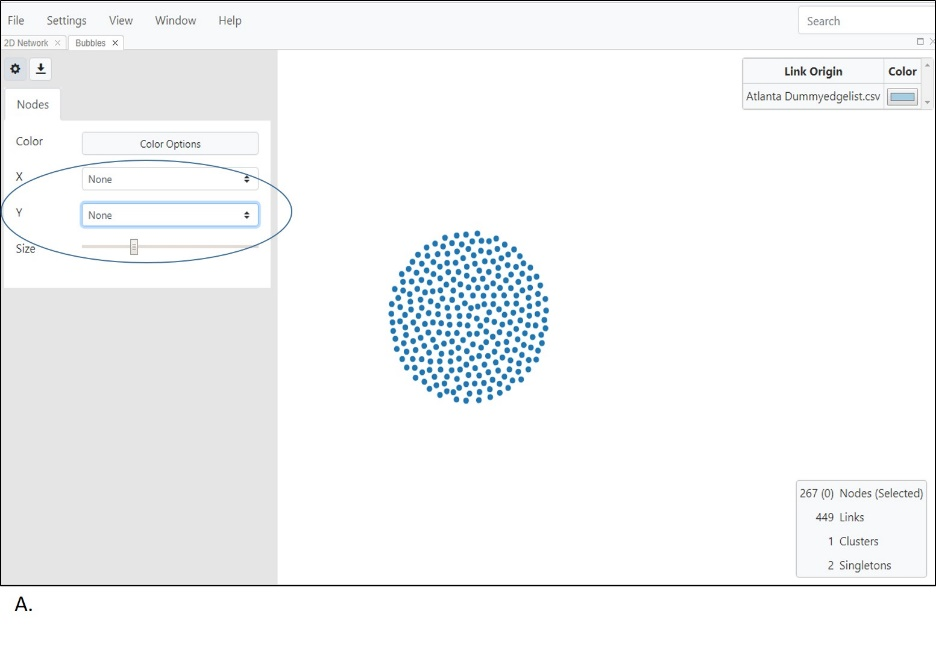 File Settings View Window Help Search
2D Network × Bubbles ×
Link Origin Color
Nodes
Atlanta Dummyedgelist.csv
Color Color Options
X None
Y None
Size
267 (0) Nodes (Selected)
449 Links
1 Clusters
2 Singletons
A.